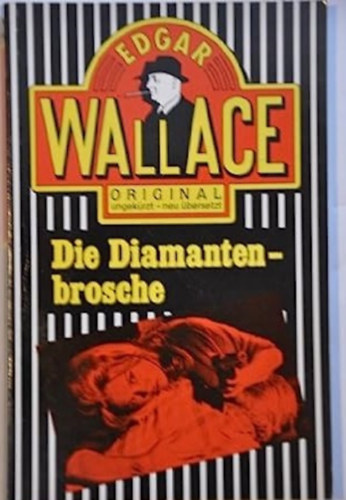 EDGAR
WALLACE
ORIGINAL
ungekürzt - neu übersetzt
Die Diamanten-
brosche